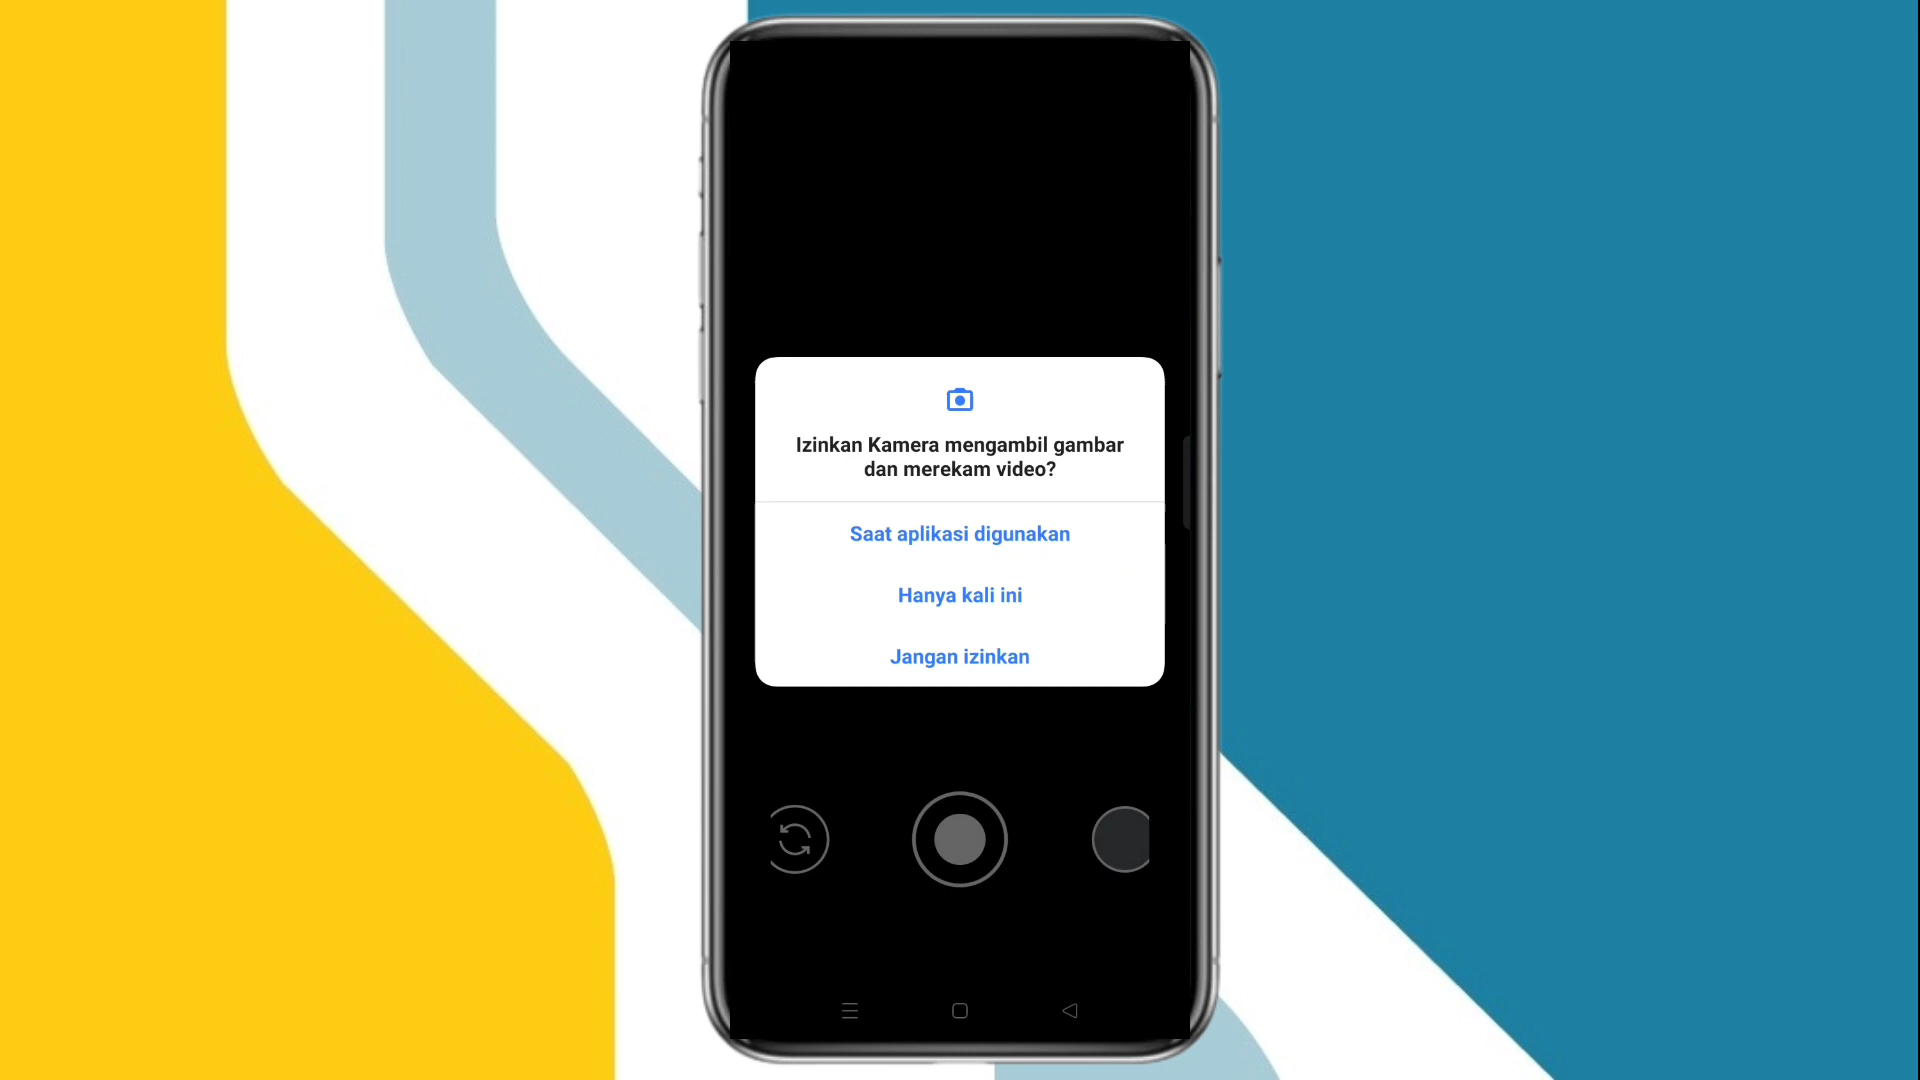 Izinkan Kamera mengambil gambar
dan merekam video?
Saat aplikasi digunakan
Hanya kali ini
Jangan izinkan